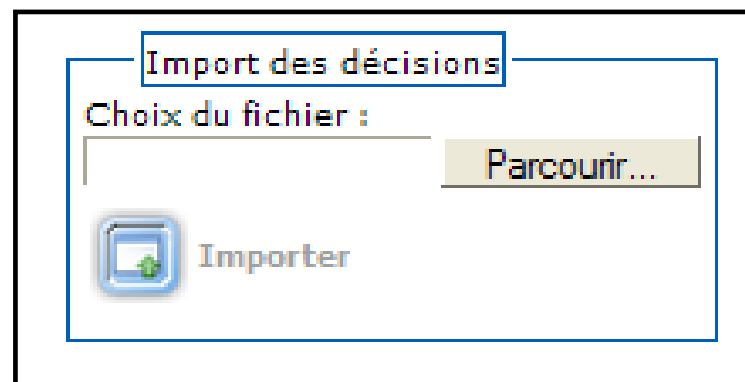 Import des décisions
Choix du fichier :
Parcourir...
Importer